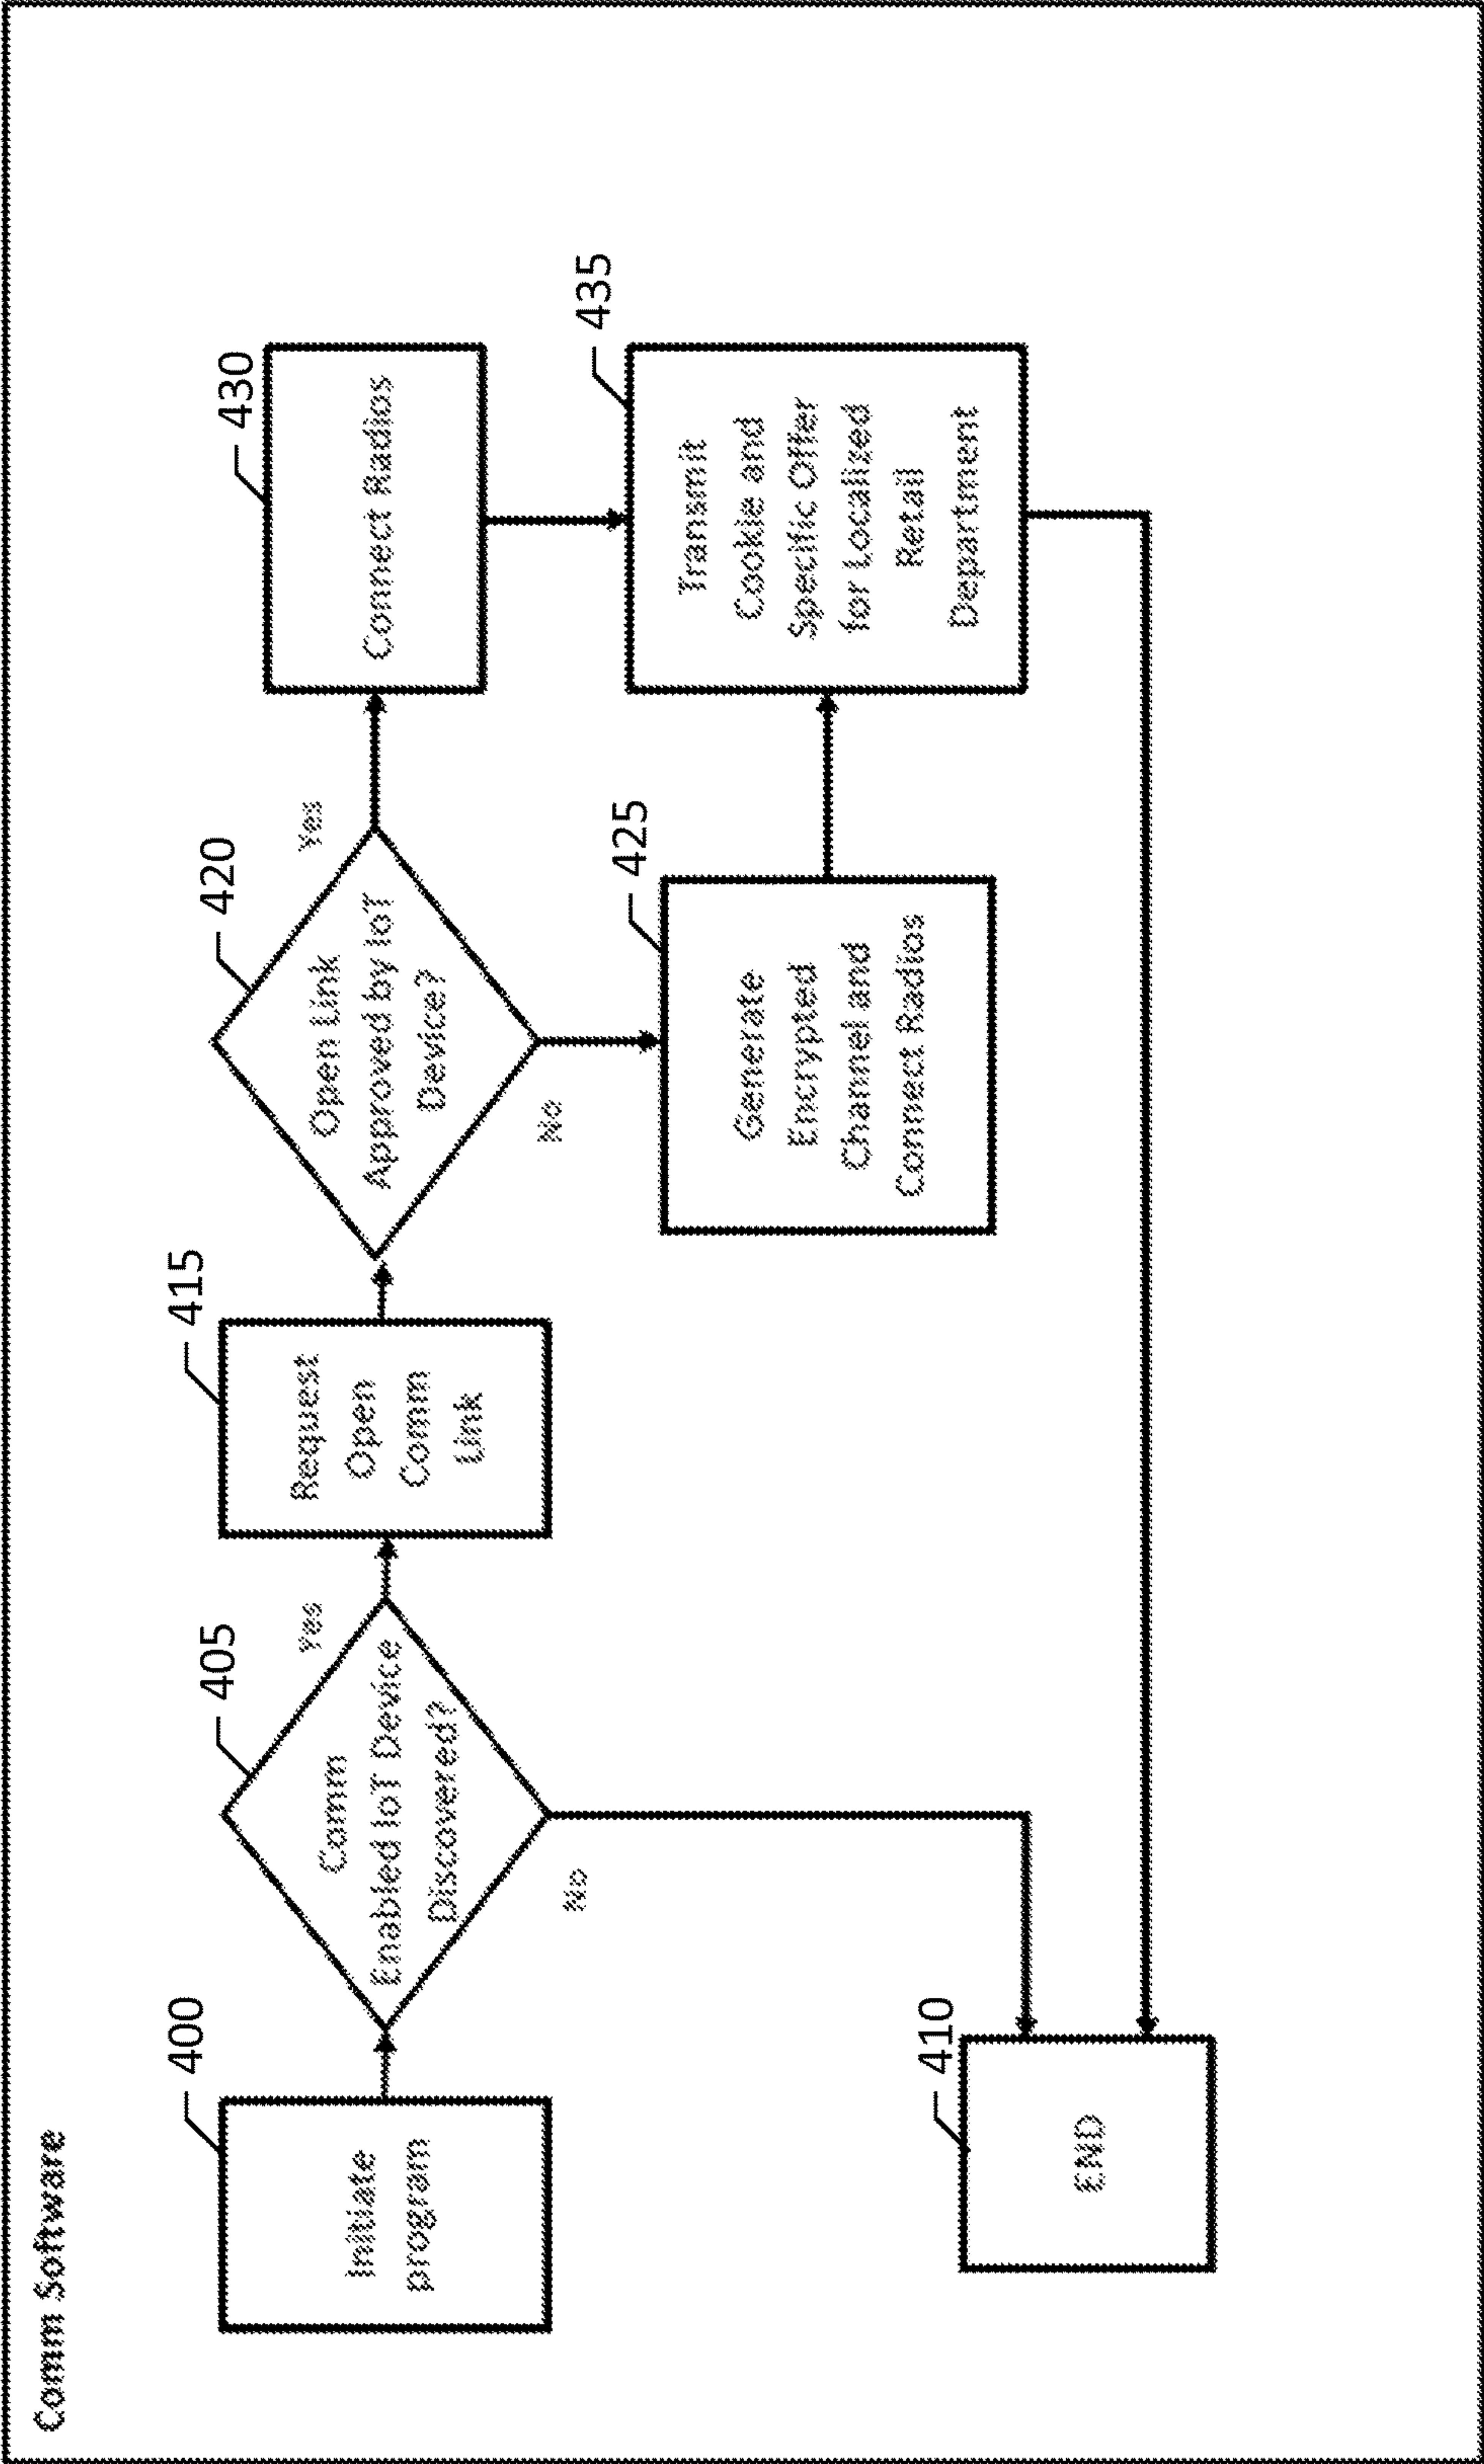 Comm Software
400
Initiate
program
405
Comm
Enabled IoT Device
Discovered?
Yes
No
410
END
415
Request
Open
Comm
Link
420
Open Link
Approved by IoT
Device?
Yes
No
425
Generate
Encrypted
Channel and
Connect Radios
430
Connect Radios
435
Transmit
Cookie and
Specific Offer
for Localized
Retail
Department